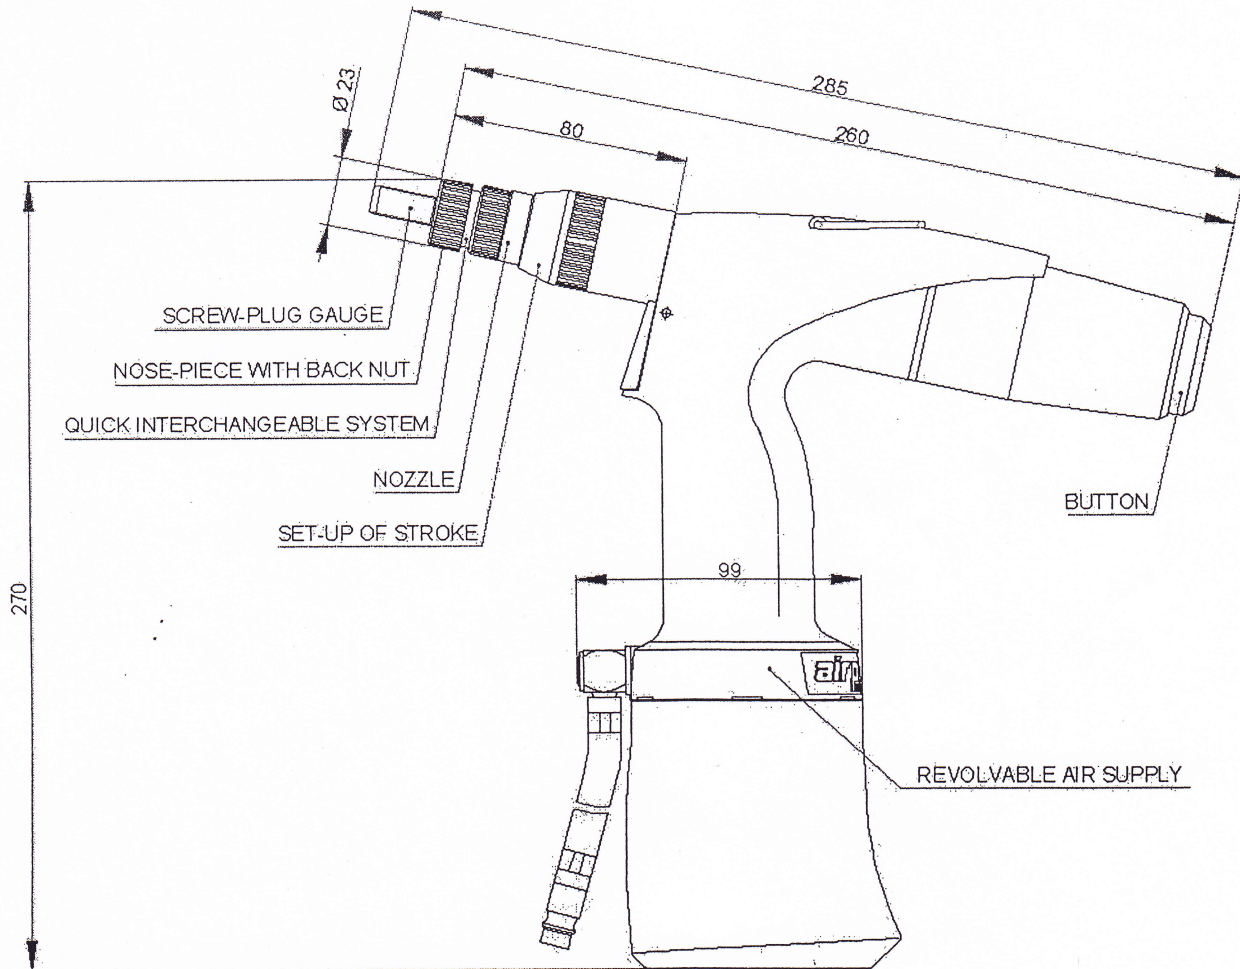 285
Ø 23
260
80
SCREW-PLUG GAUGE
NOSE-PIECE WITH BACK NUT
QUICK INTERCHANGEABLE SYSTEM
NOZZLE
BUTTON
SET-UP OF STROKE
99
270
air
REVOLVABLE AIR SUPPLY